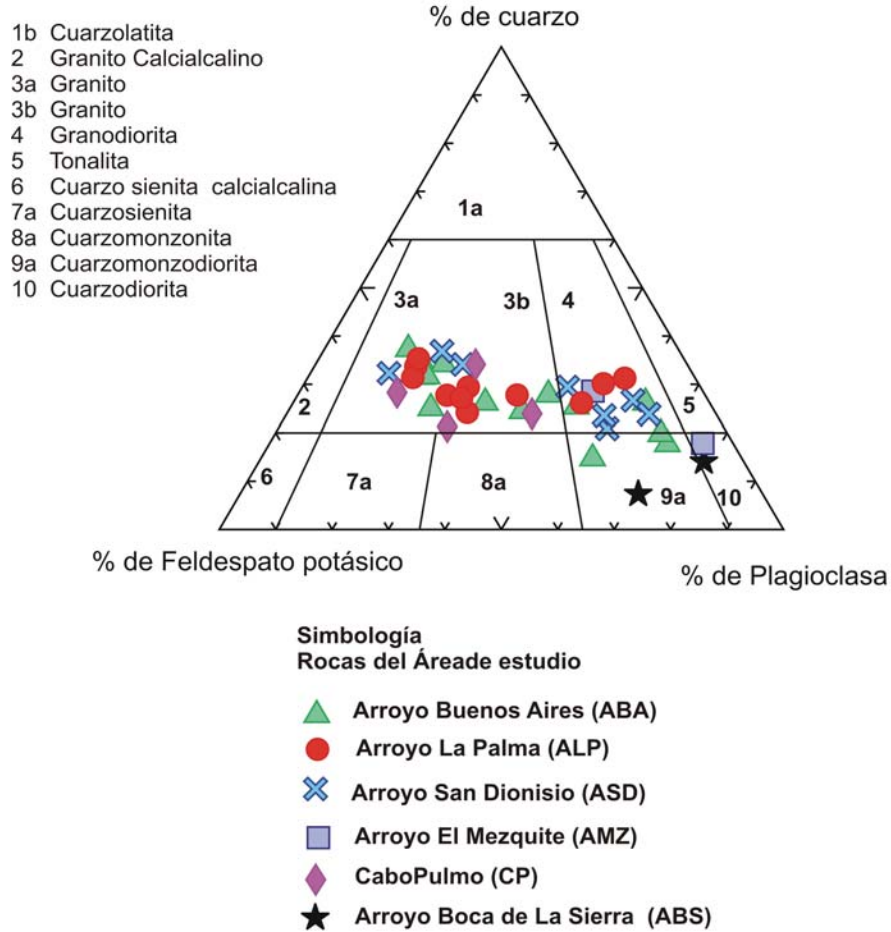 % de cuarzo
1b Cuarzolatita
2 Granito Calcialcalino
3a Granito
3b Granito
4 Granodiorita
5 Tonalita
6 Cuarzo sienita calcialcalina
7a Cuarzosienita
8a Cuarzomonzonita
9a Cuarzomonzodiorita
10 Cuarzodiorita
1a
3a
3b
4
2
5
6
7a
8a
9a
10
% de Feldespato potásico
% de Plagioclasa
Simbología
Rocas del Áreade estudio
Arroyo Buenos Aires (ABA)
Arroyo La Palma (ALP)
Arroyo San Dionisio (ASD)
Arroyo El Mezquite (AMZ)
CaboPulmo (CP)
Arroyo Boca de La Sierra (ABS)